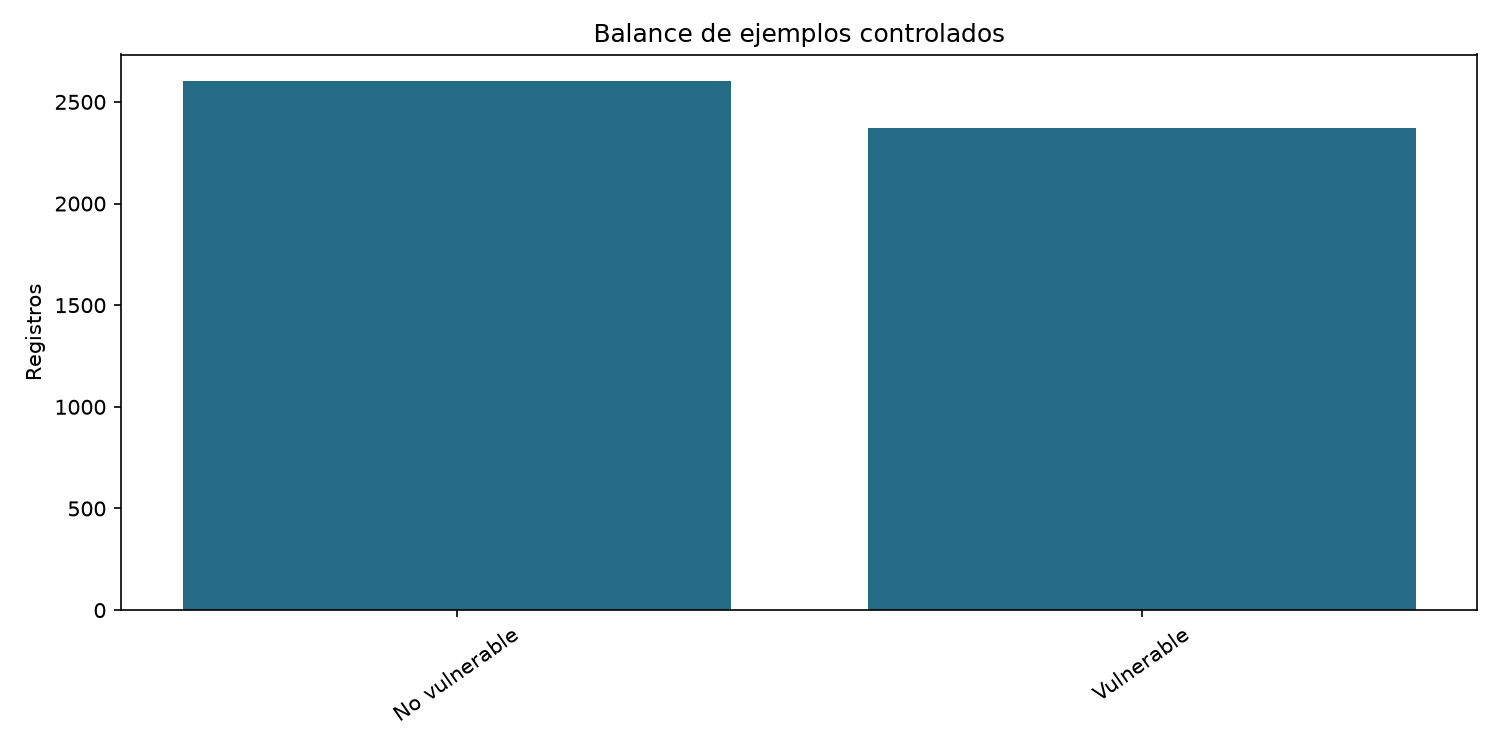 Balance de ejemplos controlados
Registros
2500
2000
1500
1000
500
0
No vulnerable
Vulnerable